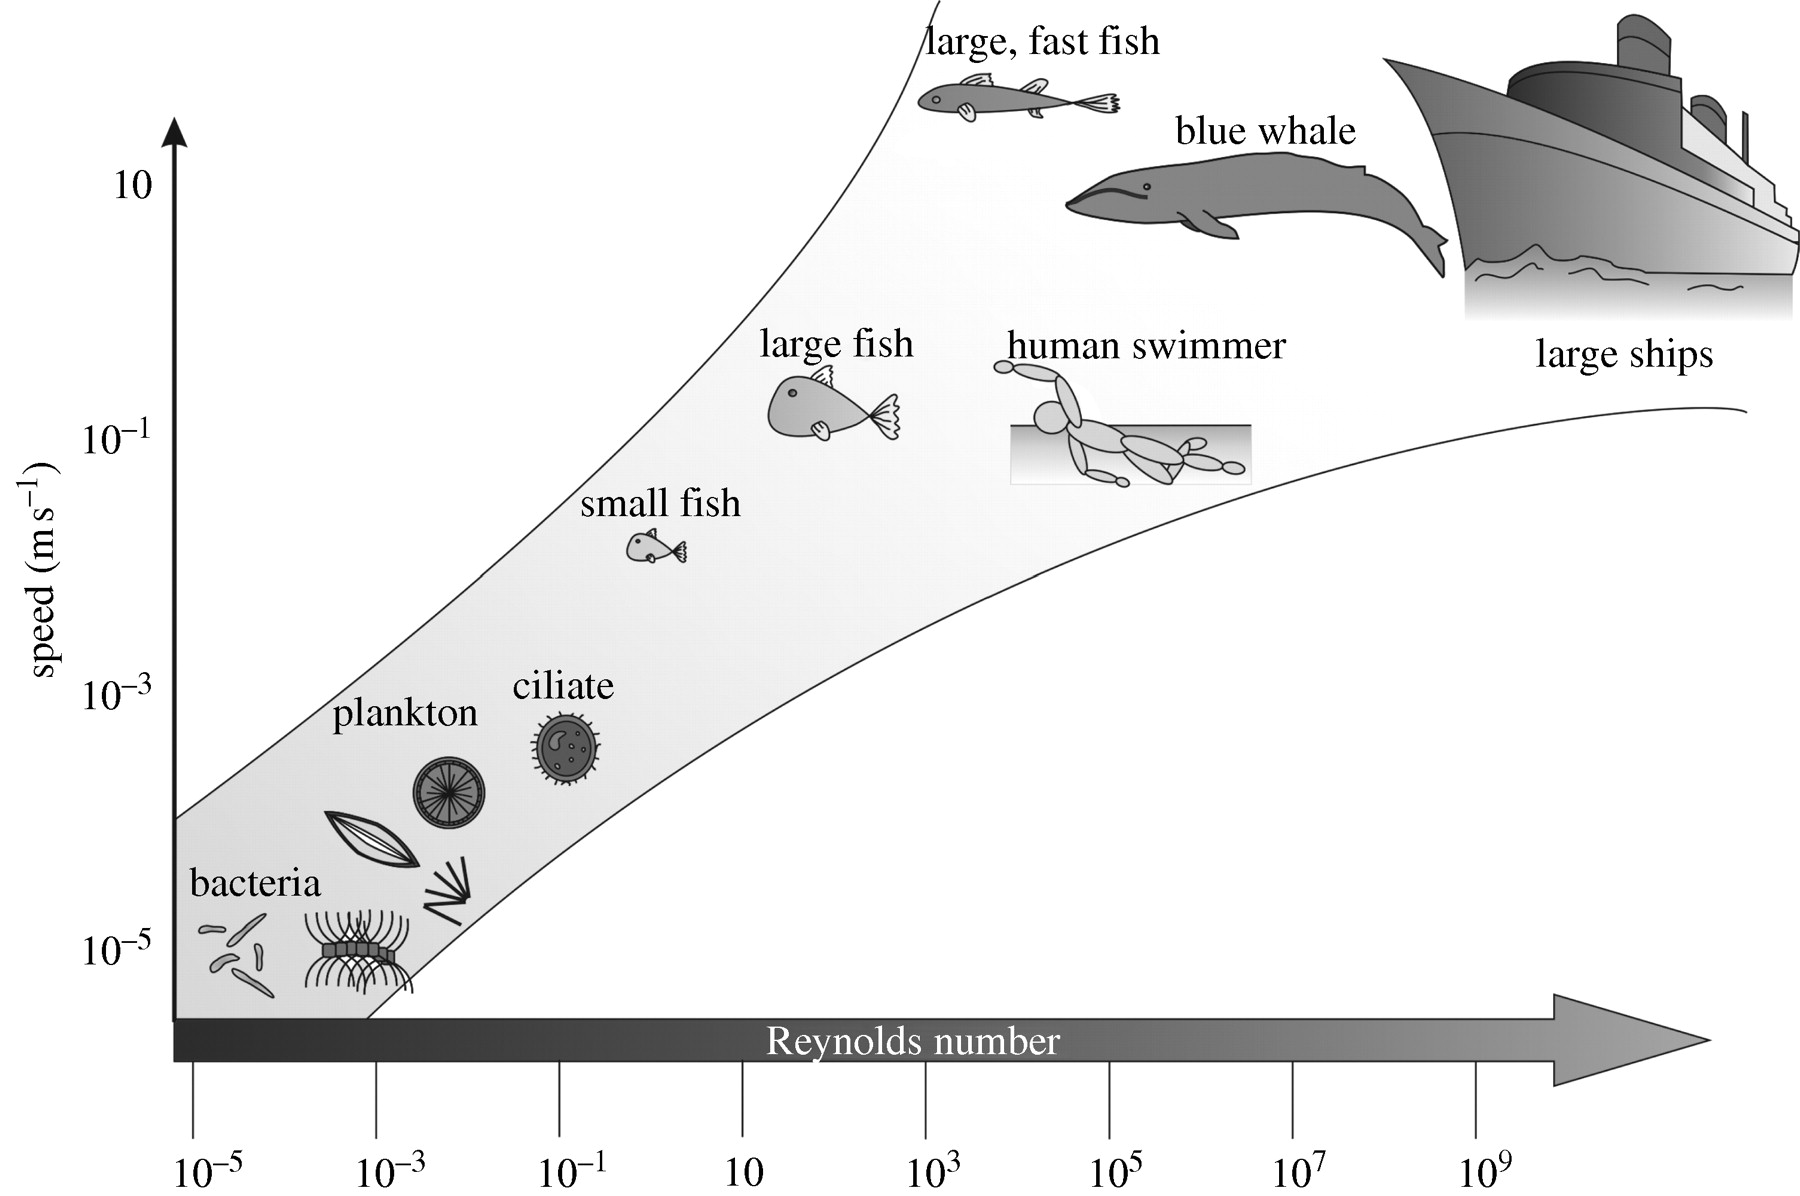 large, fast fish
blue whale
10
large fish
human swimmer
large ships
10⁻¹
small fish
speed (m s⁻¹)
10⁻³
ciliate
plankton
bacteria
10⁻⁵
Reynolds number
10⁻⁵ 10⁻³ 10⁻¹ 10 10³ 10⁵ 10⁷ 10⁹